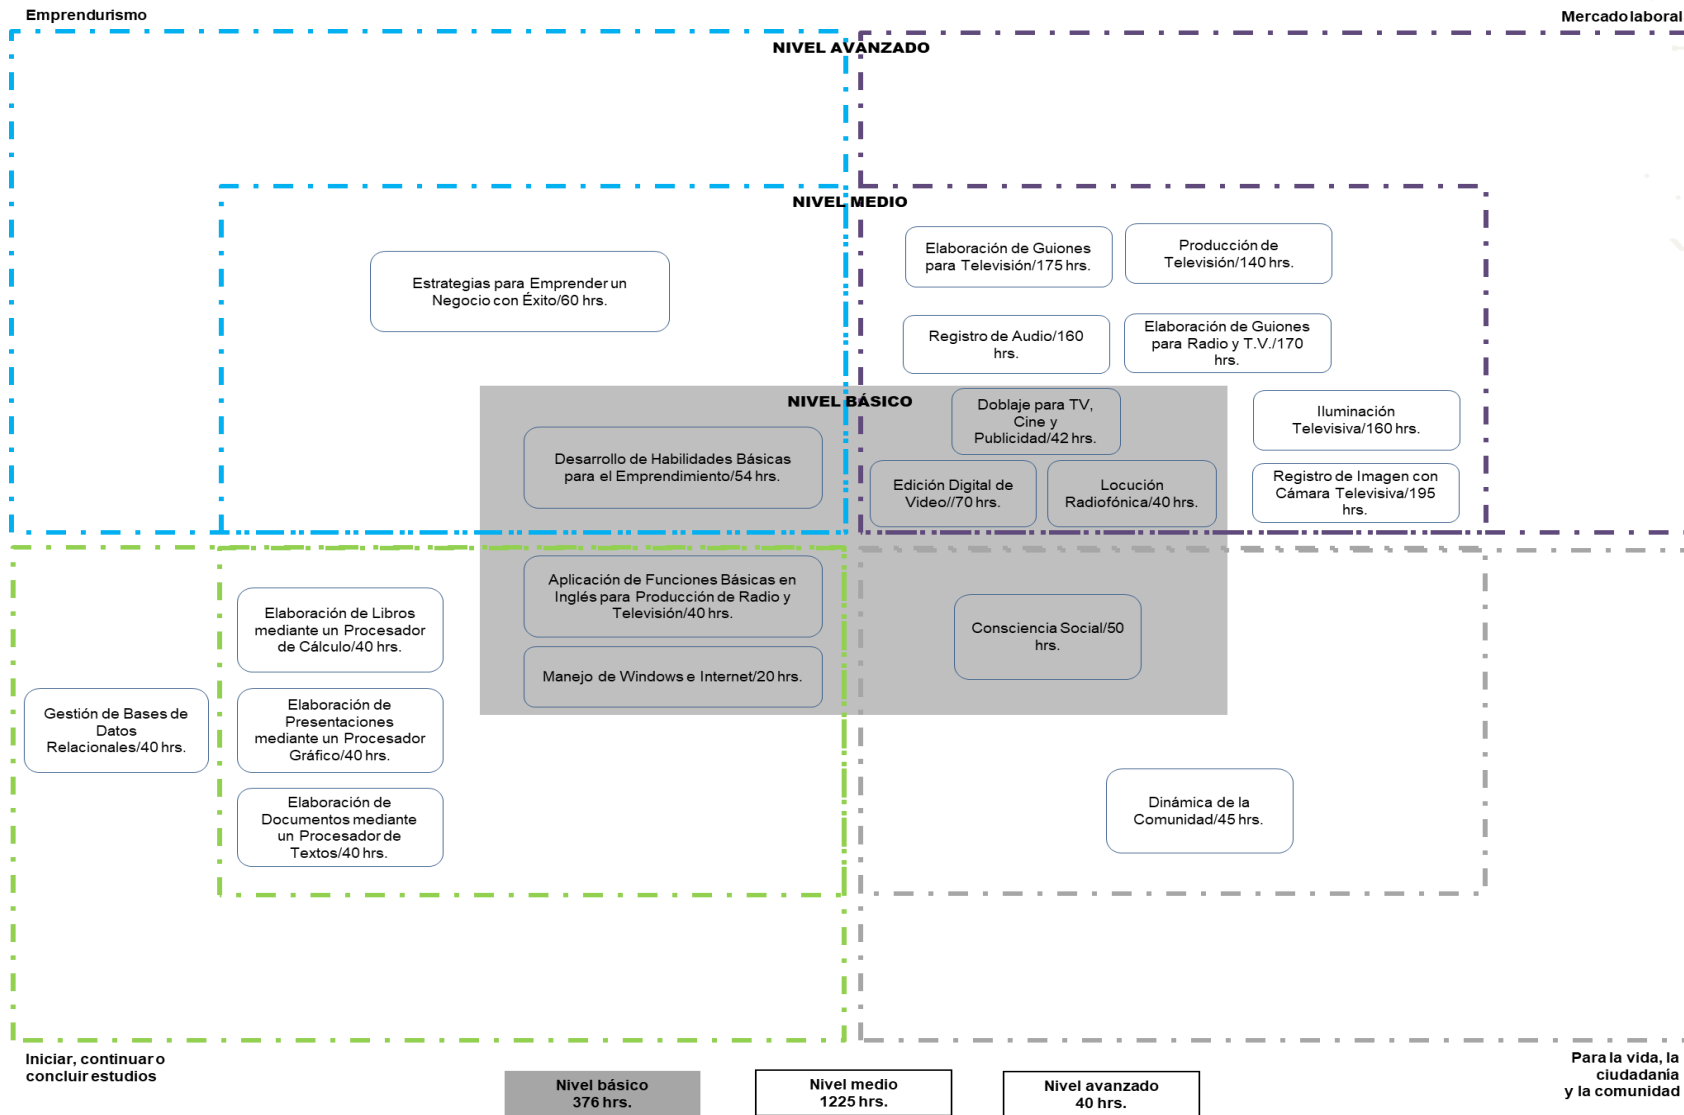 Emprendurismo
Mercado laboral
NIVEL AVANZADO
NIVEL MEDIO
Estrategias para Emprender un
Negocio con Éxito/60 hrs.
Elaboración de Guiones
para Televisión/175 hrs.
Producción de
Televisión/140 hrs.
Registro de Audio/160
hrs.
Elaboración de Guiones
para Radio y T.V./170
hrs.
NIVEL BÁSICO
Desarrollo de Habilidades Básicas
para el Emprendimiento/54 hrs.
Doblaje para TV,
Cine y
Publicidad/42 hrs.
Iluminación
Televisiva/160 hrs.
Edición Digital de
Video//70 hrs.
Locución
Radiofónica/40 hrs.
Registro de Imagen con
Cámara Televisiva/195
hrs.
Aplicación de Funciones Básicas en
Inglés para Producción de Radio y
Televisión/40 hrs.
Manejo de Windows e Internet/20 hrs.
Consciencia Social/50
hrs.
Elaboración de Libros
mediante un Procesador
de Cálculo/40 hrs.
Gestión de Bases de
Datos
Relacionales/40 hrs.
Elaboración de
Presentaciones
mediante un Procesador
Gráfico/40 hrs.
Elaboración de
Documentos mediante
un Procesador de
Textos/40 hrs.
Dinámica de la
Comunidad/45 hrs.
Iniciar, continuar o
concluir estudios
Para la vida, la
ciudadanía
y la comunidad
Nivel básico
376 hrs.
Nivel medio
1225 hrs.
Nivel avanzado
40 hrs.